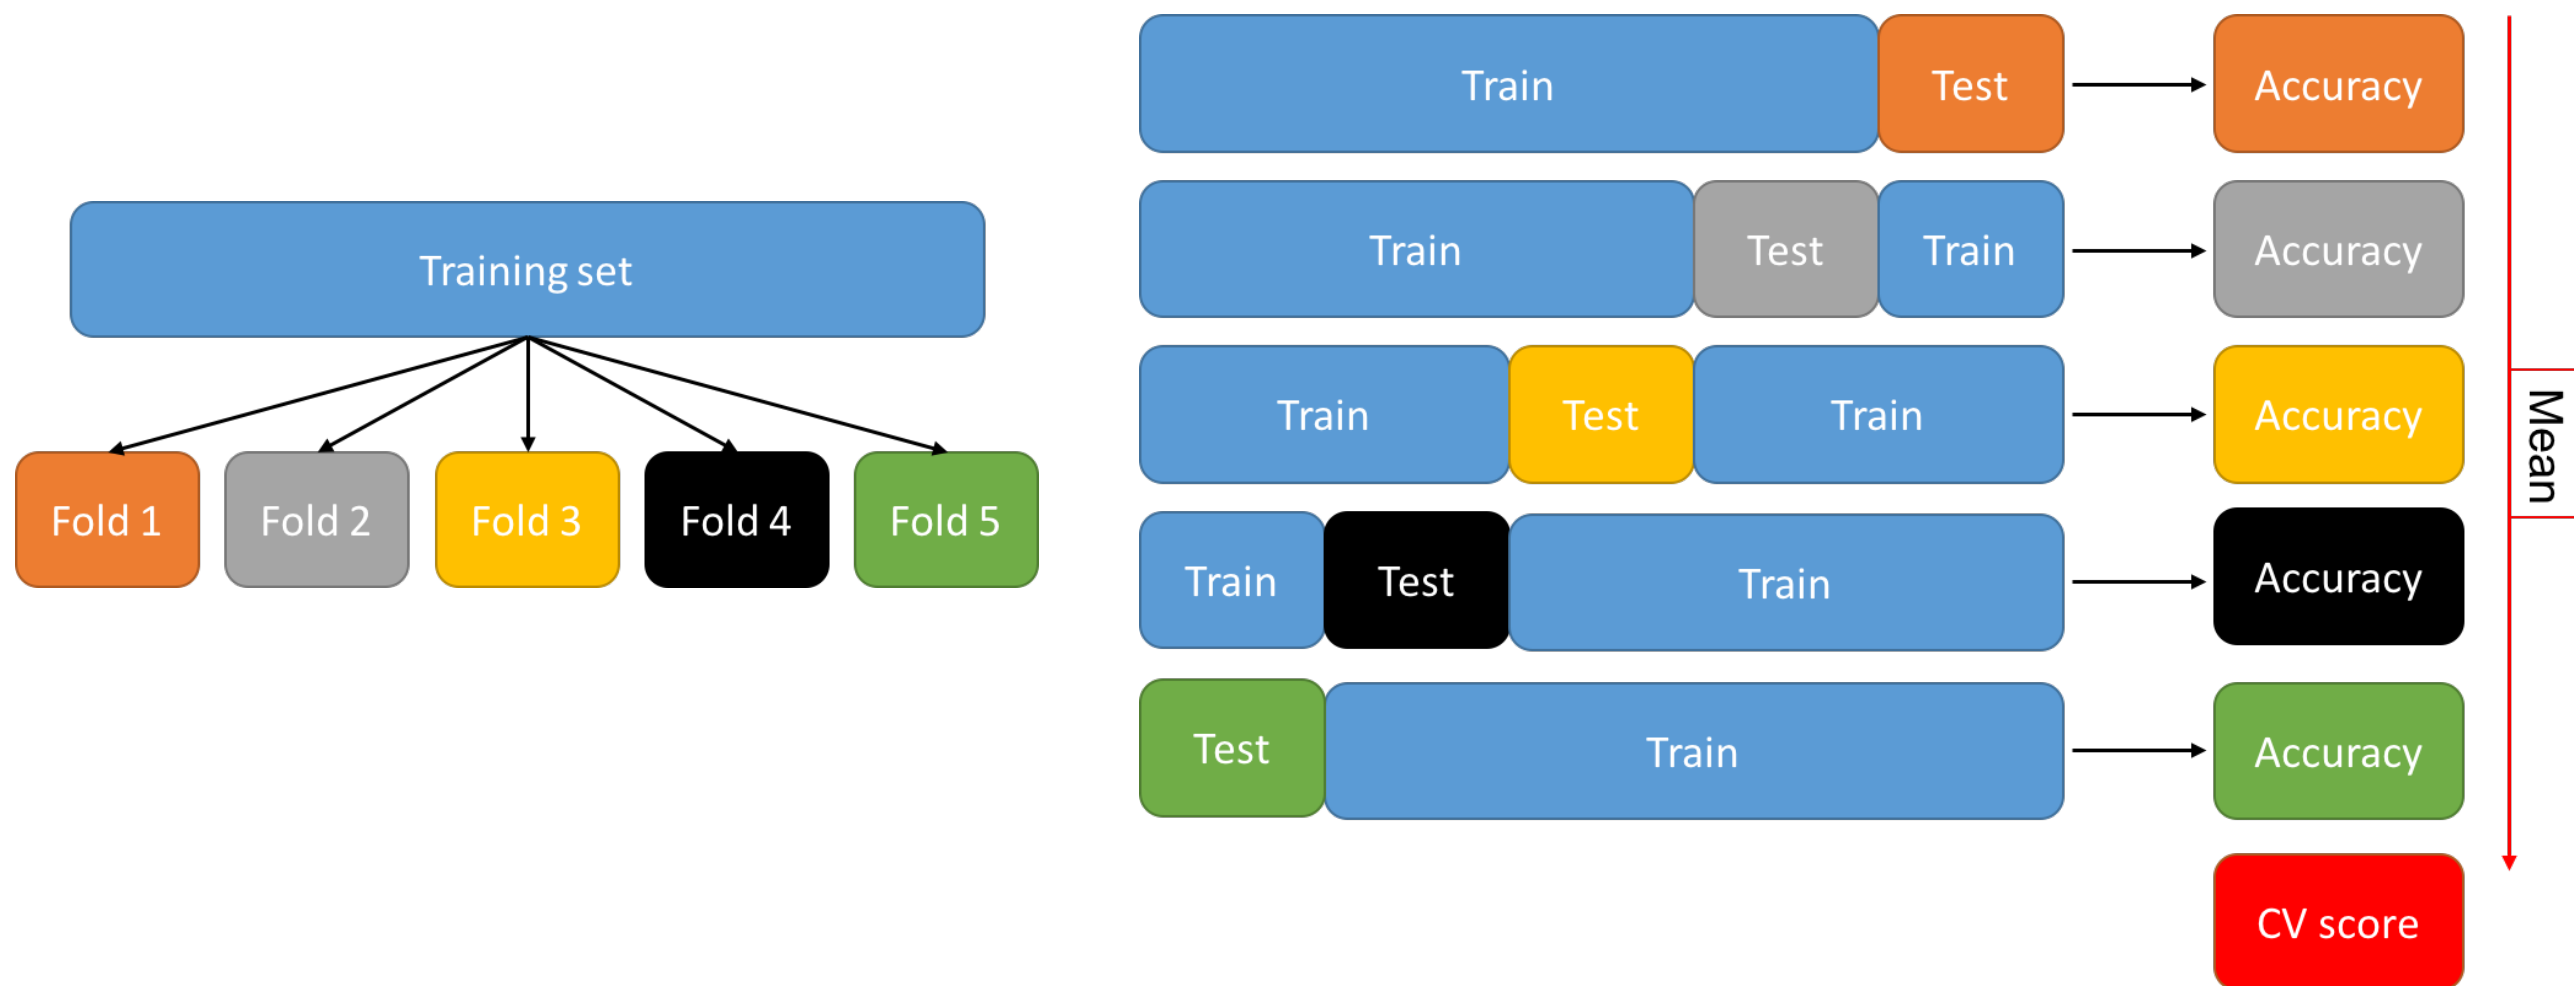 Training set
Fold 1
Fold 2
Fold 3
Fold 4
Fold 5
Train Test Accuracy
Train Test Train Accuracy
Train Test Train Accuracy
Train Test Train Accuracy
Test Train Accuracy
Mean
CV score